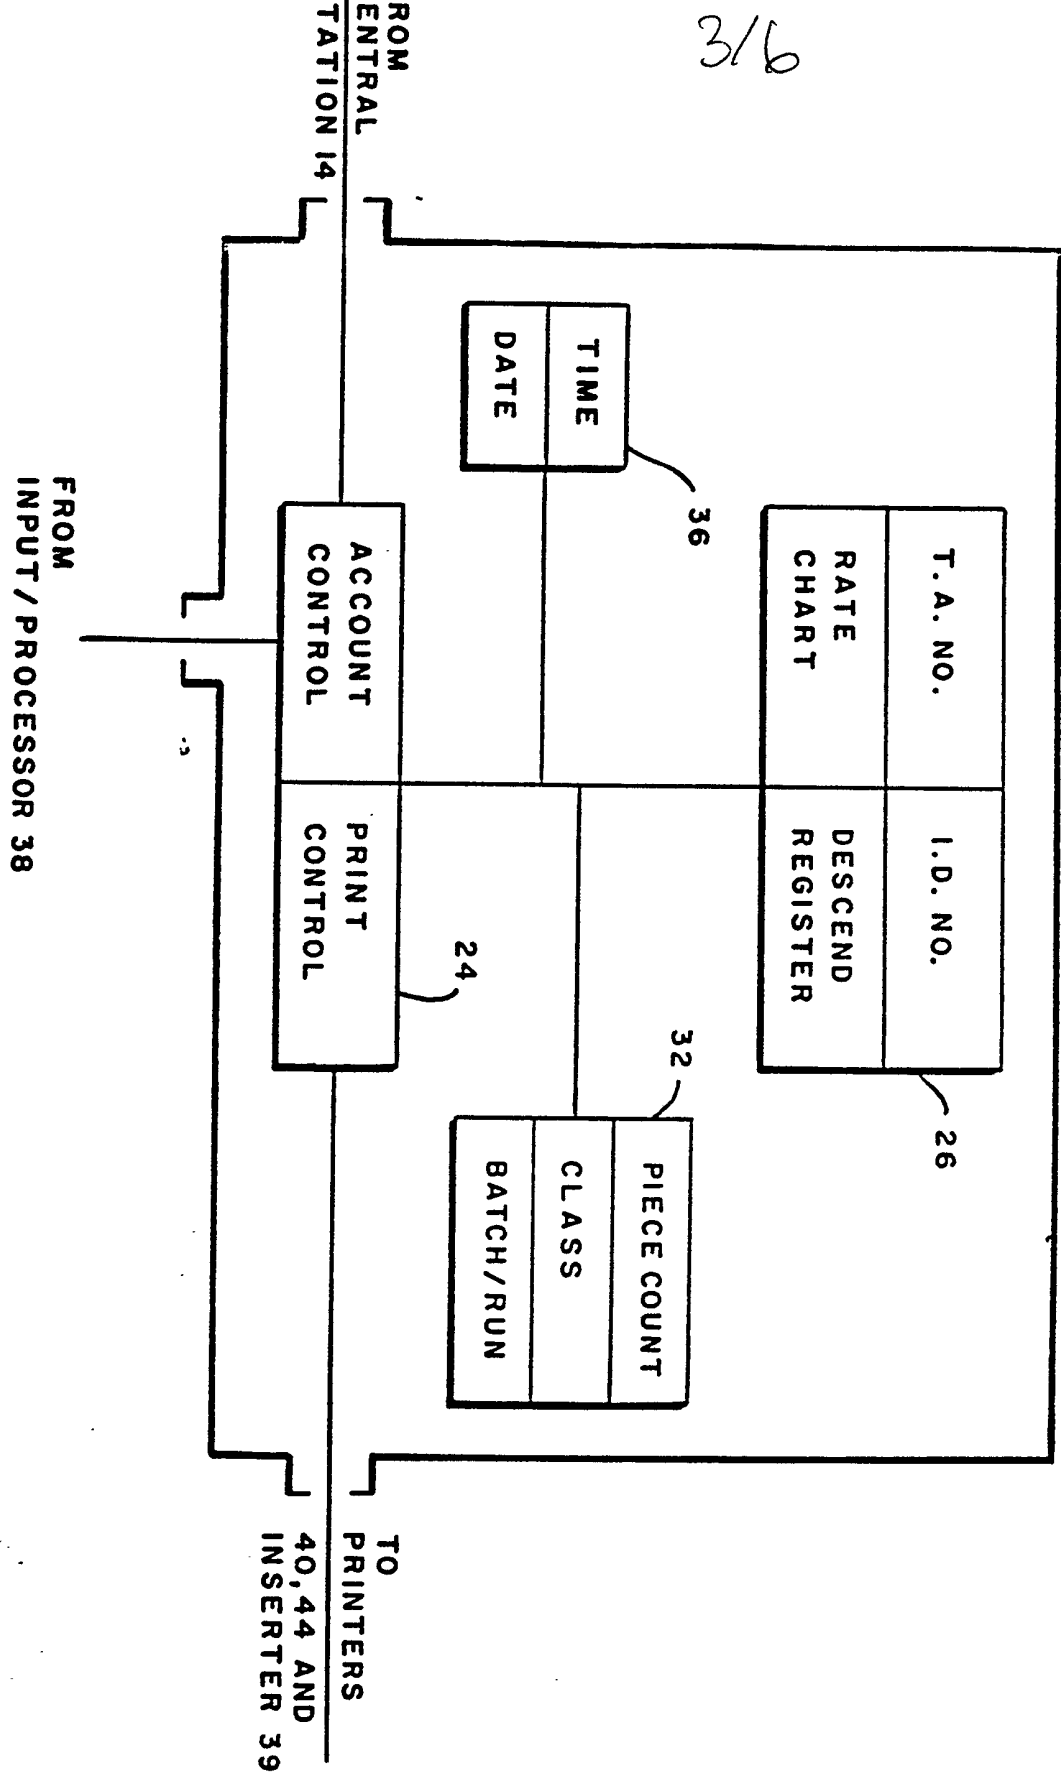 3/6
T.A. NO.
I.D. NO.
RATE
CHART
DESCEND
REGISTER
26
TIME
DATE
36
32
PIECE COUNT
CLASS
BATCH/RUN
24
ROM
ENTRAL
TATION 14
ACCOUNT
CONTROL
PRINT
CONTROL
TO
PRINTERS
40,44 AND
INSERTER 39
FROM
INPUT/PROCESSOR 38